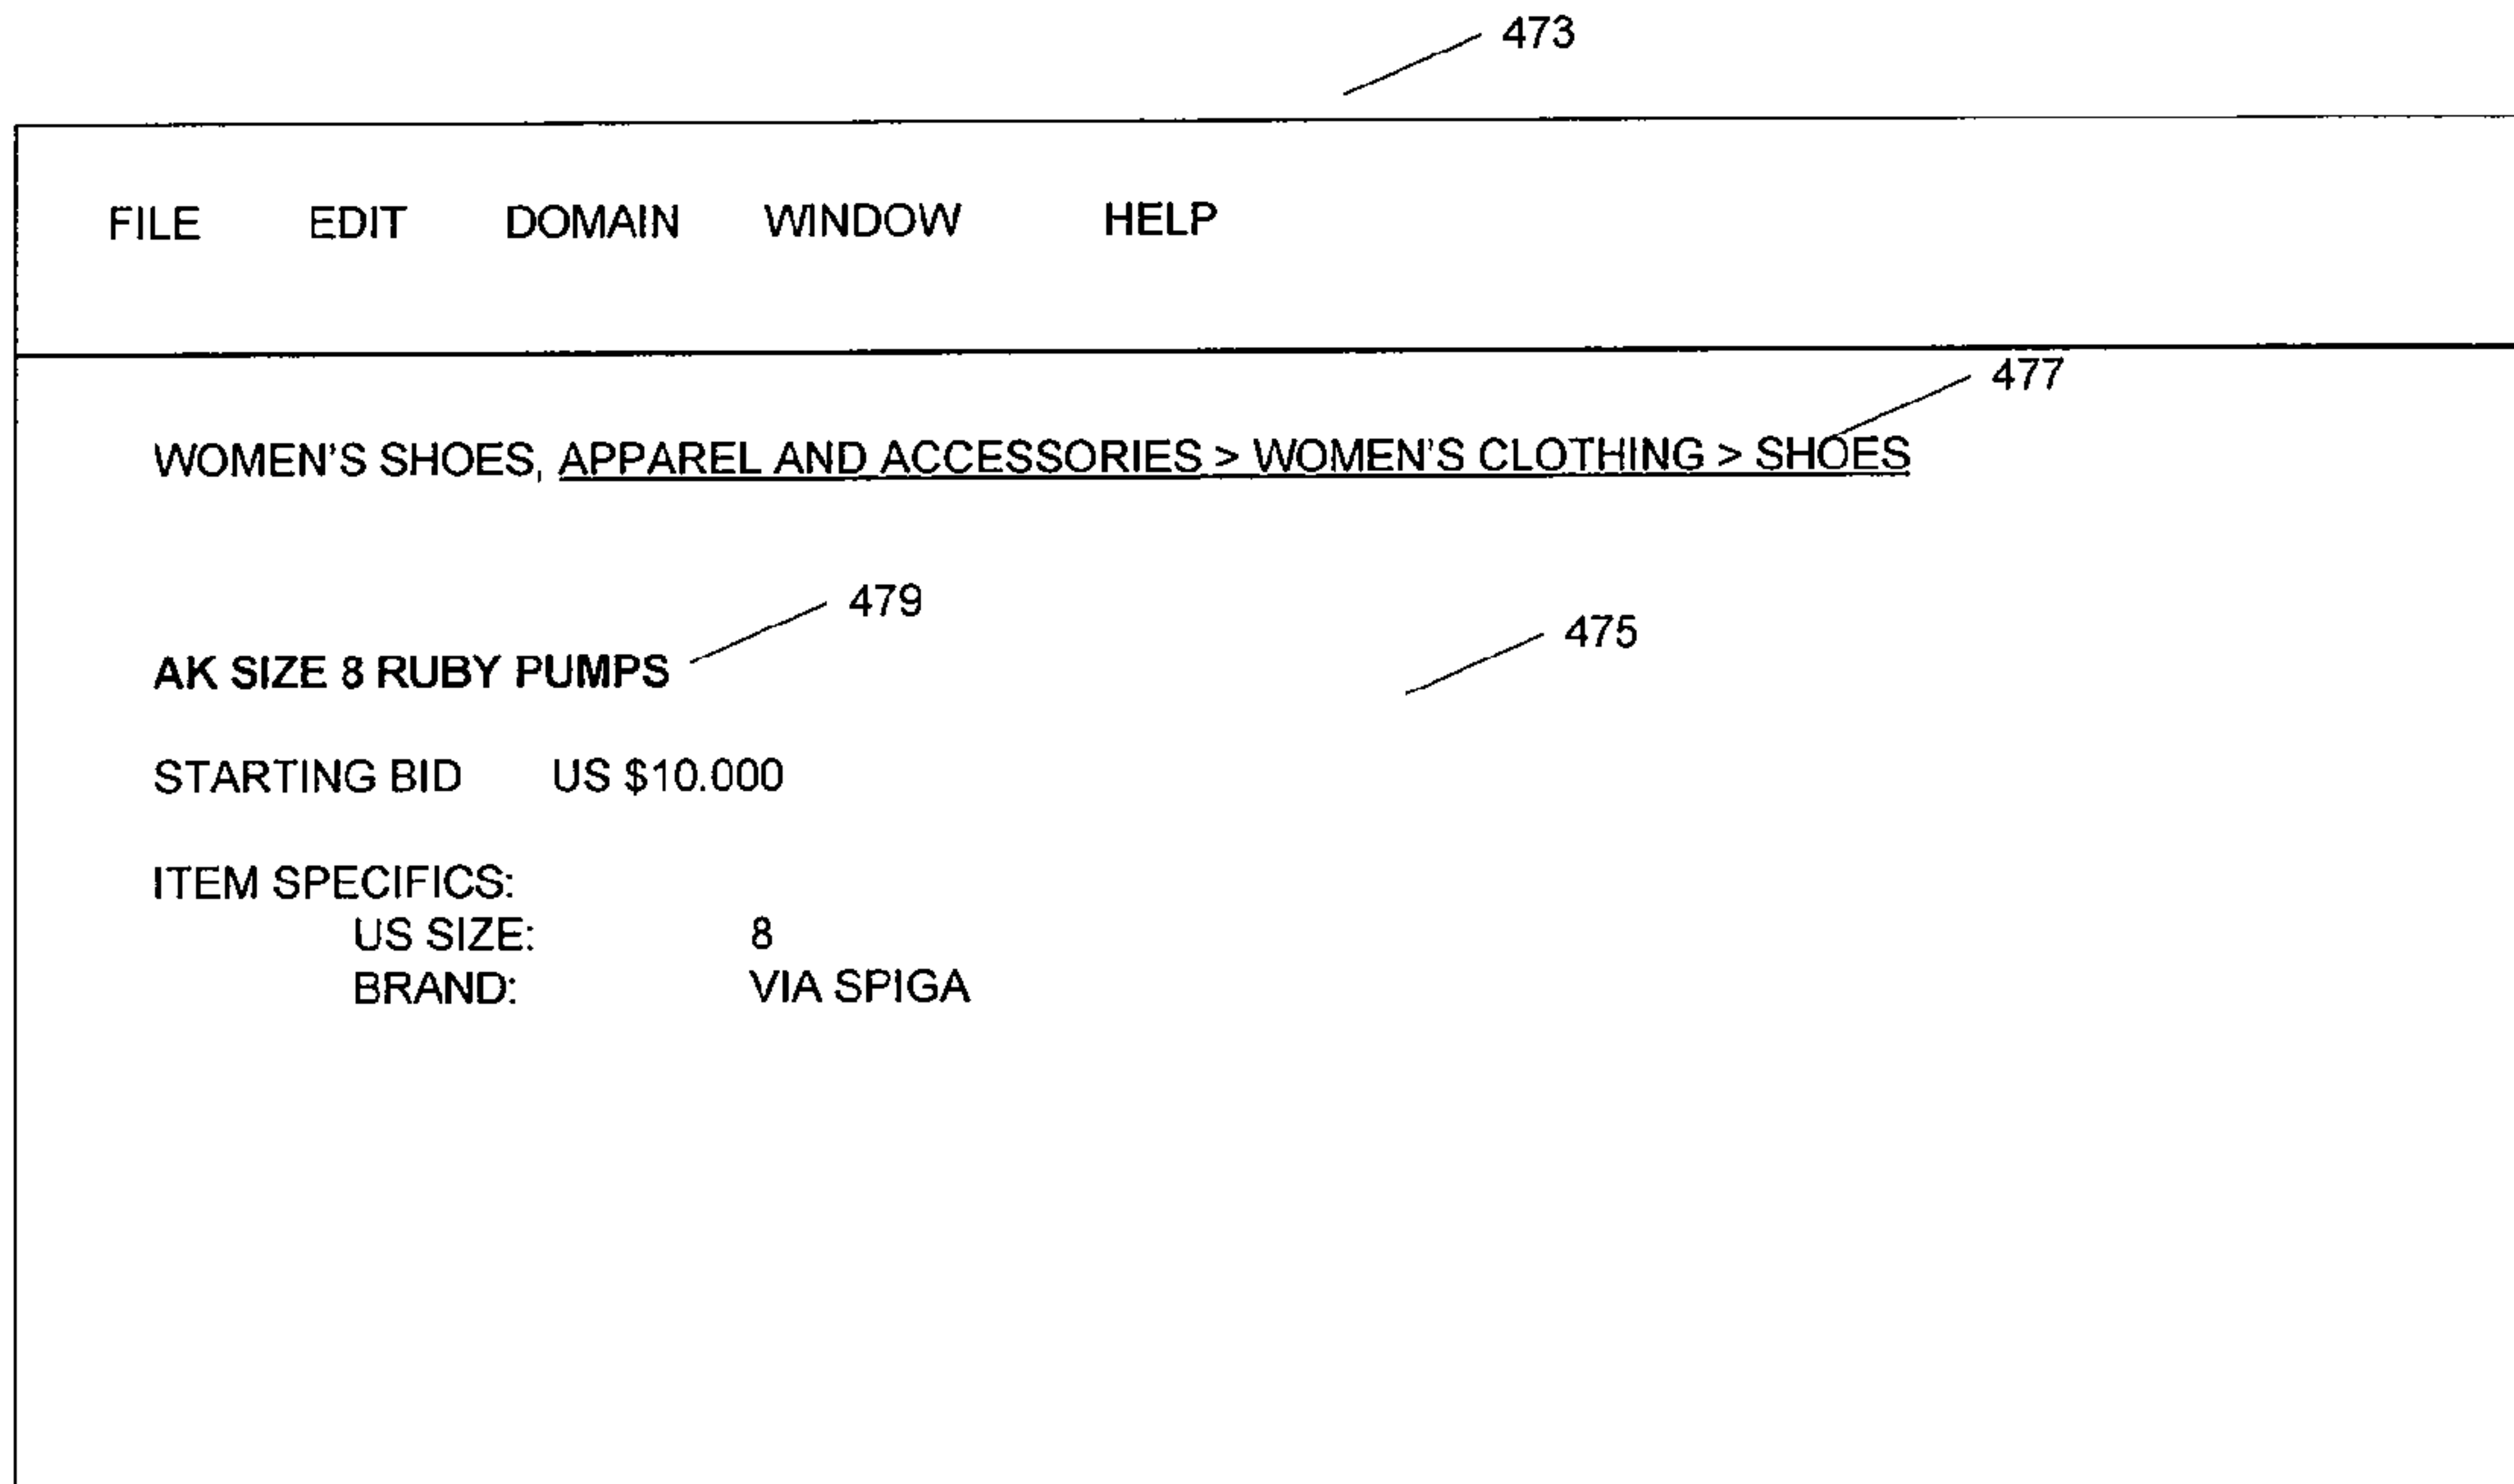 473
FILE EDIT DOMAIN WINDOW HELP
477
WOMEN'S SHOES, APPAREL AND ACCESSORIES > WOMEN'S CLOTHING > SHOES
479
475
AK SIZE 8 RUBY PUMPS
STARTING BID US $10.000
ITEM SPECIFICS:
US SIZE: 8
BRAND: VIA SPIGA